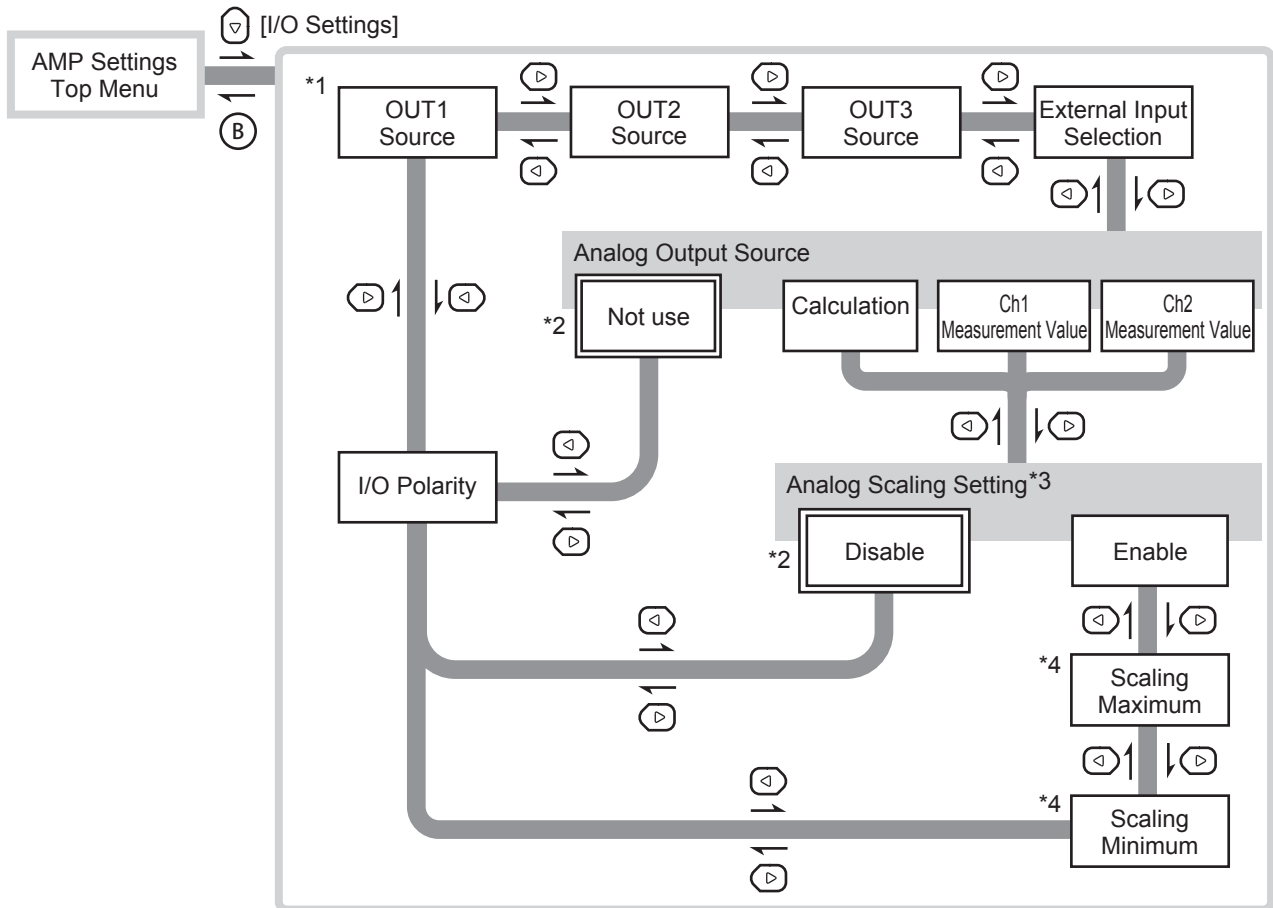 [I/O Settings]
AMP Settings
Top Menu
B
*1
OUT1
Source
OUT2
Source
OUT3
Source
External Input
Selection
Analog Output Source
*2
Not use
Calculation
Ch1
Measurement Value
Ch2
Measurement Value
I/O Polarity
Analog Scaling Setting*3
*2
Disable
Enable
*4
Scaling
Maximum
*4
Scaling
Minimum